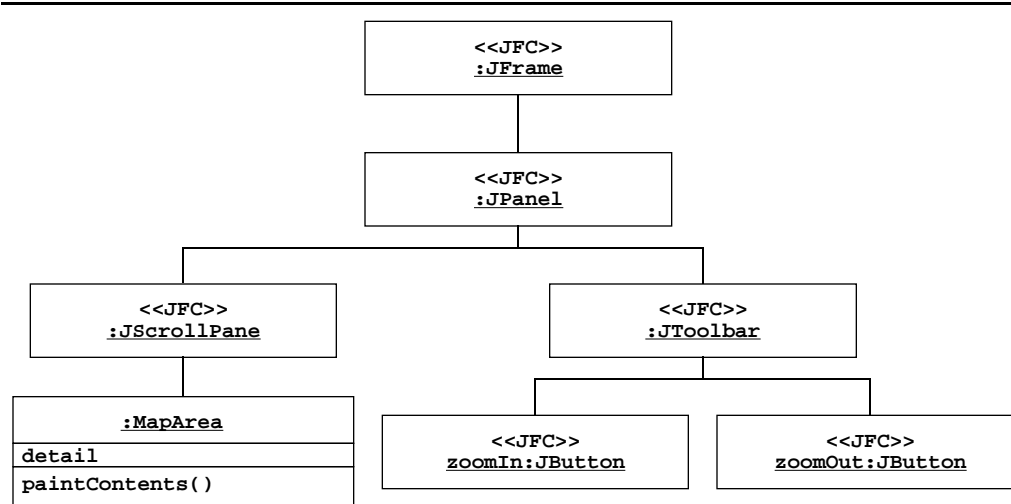 <<JFC>>
:JFrame
<<JFC>>
:JPanel
<<JFC>>
:JScrollPane
<<JFC>>
:JToolbar
:MapArea
detail
paintContents()
<<JFC>>
zoomIn:JButton
<<JFC>>
zoomOut:JButton